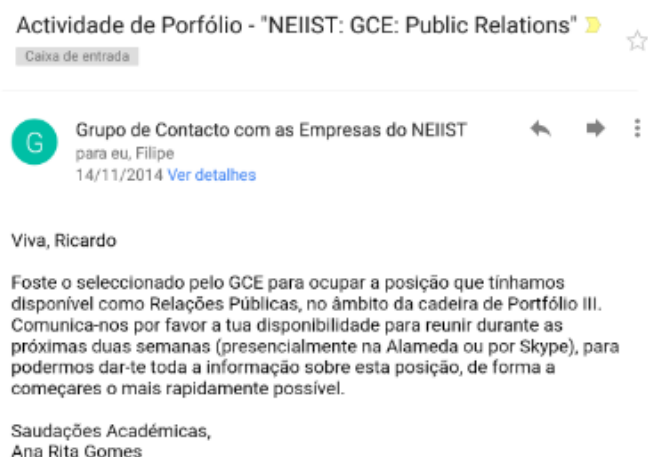 Actividade de Porfólio - "NEIIST: GCE: Public Relations"
Caixa de entrada
G
Grupo de Contacto com as Empresas do NEIIST
para eu, Filipe
14/11/2014 Ver detalhes
Viva, Ricardo
Foste o seleccionado pelo GCE para ocupar a posição que tínhamos
disponível como Relações Públicas, no âmbito da cadeira de Portfólio III.
Comunica-nos por favor a tua disponibilidade para reunir durante as
próximas duas semanas (presencialmente na Alameda ou por Skype), para
podermos dar-te toda a informação sobre esta posição, de forma a
começares o mais rapidamente possível.
Saudações Académicas,
Ana Rita Gomes